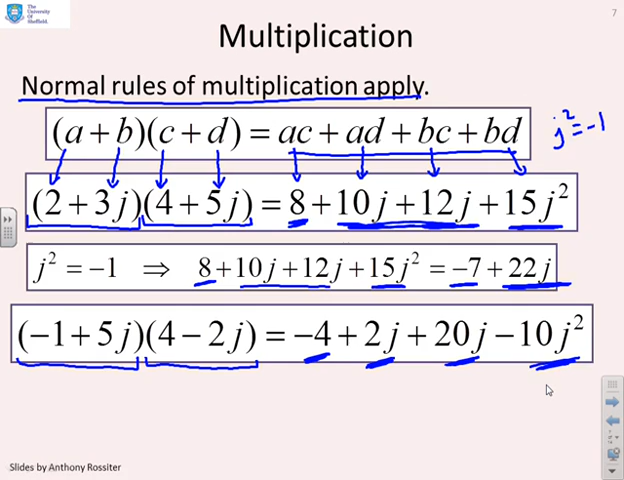 The
University
Of
Sheffield.
7
Multiplication
Normal rules of multiplication apply.
(a + b)(c + d) = ac + ad + bc + bd
j² = -1
(2 + 3j)(4 + 5j) = 8 + 10j + 12j + 15j²
j² = −1 ⇒ 8 + 10j + 12j + 15j² = −7 + 22j
(−1 + 5j)(4 − 2j) = −4 + 2j + 20j − 10j²
Slides by Anthony Rossiter